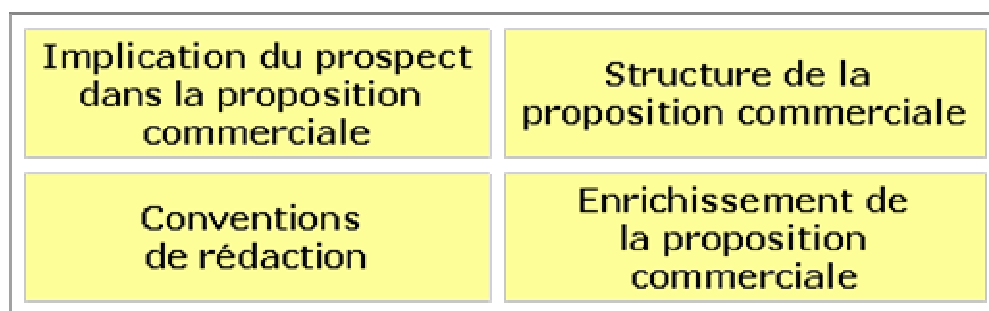 Implication du prospect
dans la proposition
commerciale
Structure de la
proposition commerciale
Conventions
de rédaction
Enrichissement de
la proposition
commerciale